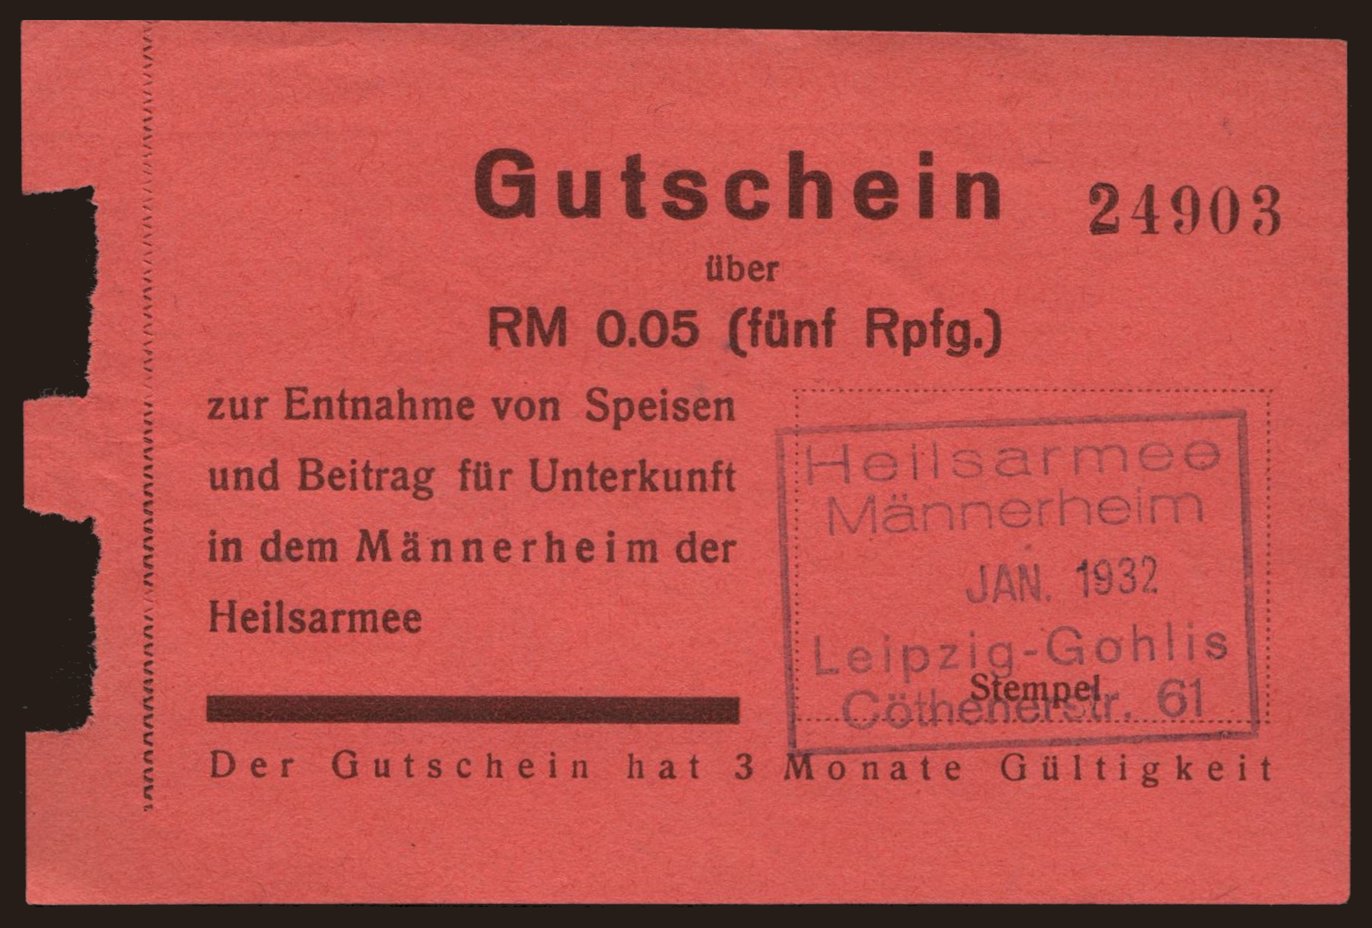 Gutschein
24903
über
RM 0.05 (fünf Rpfg.)
zur Entnahme von Speisen
und Beitrag für Unterkunft
in dem Männerheim der
Heilsarmee
Heilsarmee
Männerheim
JAN. 1932
Leipzig-Gohlis
Stempel
Cöthenerstr. 61
Der Gutschein hat 3 Monate Gültigkeit